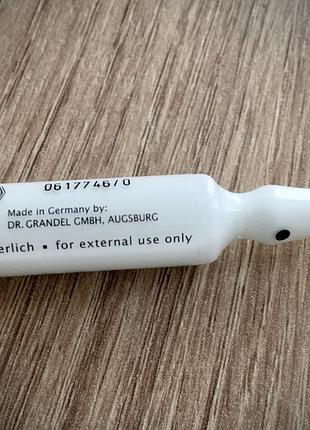 061774670
Made in Germany by:
DR. GRANDEL GMBH, AUGSBURG
erlich ▪ for external use only